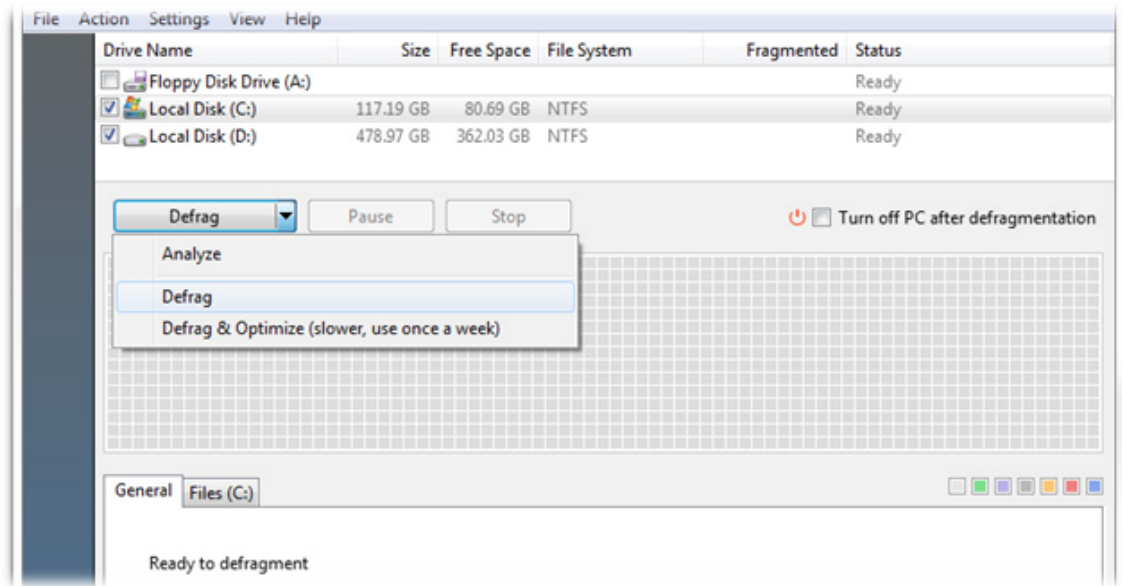 File Action Settings View Help
Drive Name Size Free Space File System Fragmented Status
Floppy Disk Drive (A:) Ready
Local Disk (C:) 117.19 GB 80.69 GB NTFS Ready
Local Disk (D:) 478.97 GB 362.03 GB NTFS Ready
Defrag Pause Stop Turn off PC after defragmentation
Analyze
Defrag
Defrag & Optimize (slower, use once a week)
General Files (C:)
Ready to defragment